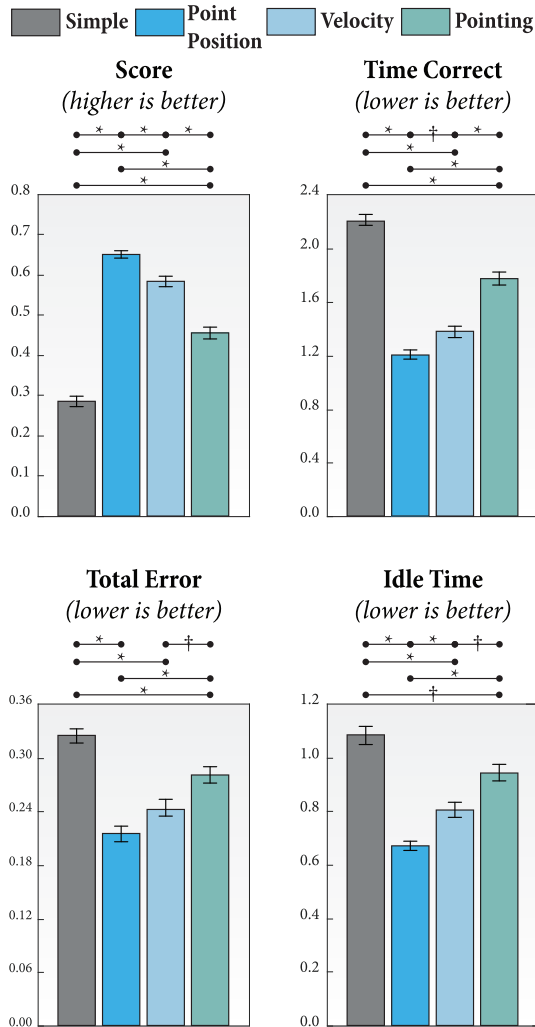 Simple
Point
Position
Velocity
Pointing
Score
(higher is better)
* * *
*
*
*
0.8
0.7
0.6
0.5
0.4
0.3
0.2
0.1
0.0
Time Correct
(lower is better)
* † *
*
*
*
2.4
2.0
1.6
1.2
0.8
0.4
0.0
Total Error
(lower is better)
* †
*
*
*
0.36
0.30
0.24
0.18
0.12
0.06
0.00
Idle Time
(lower is better)
* * †
*
*
†
1.2
1.0
0.8
0.6
0.4
0.2
0.0